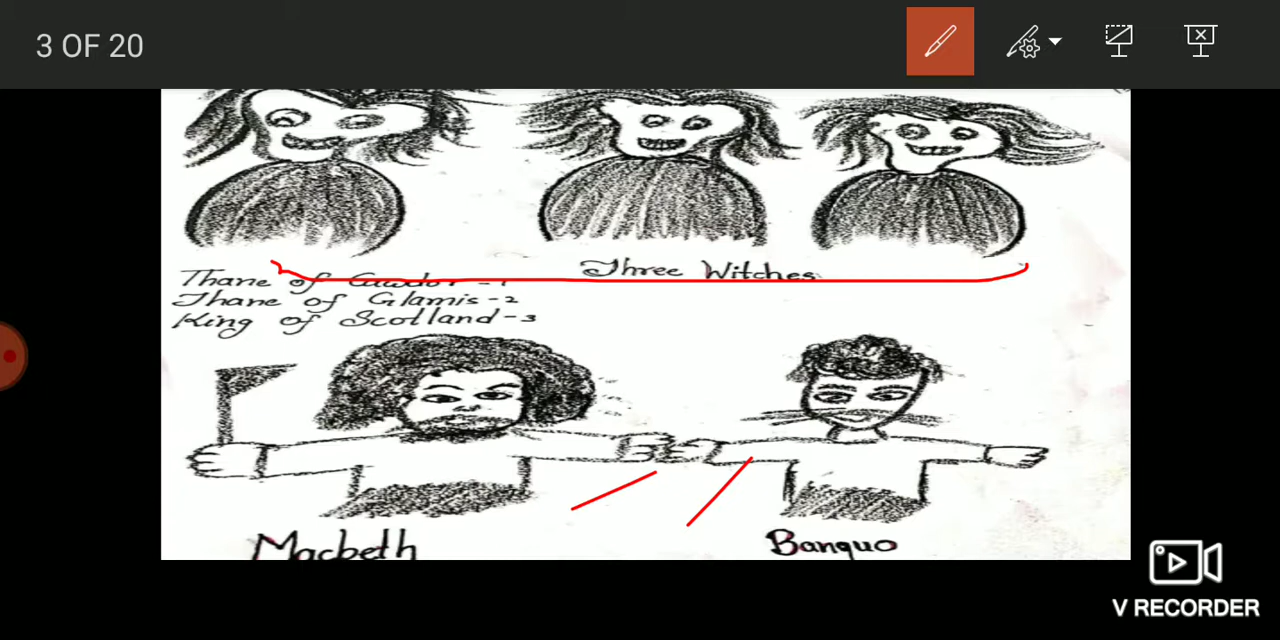 3 OF 20
Three Witches
Thane of Cawdor - 1
Thane of Glamis - 2
King of Scotland - 3
Macbeth
Banquo
V RECORDER